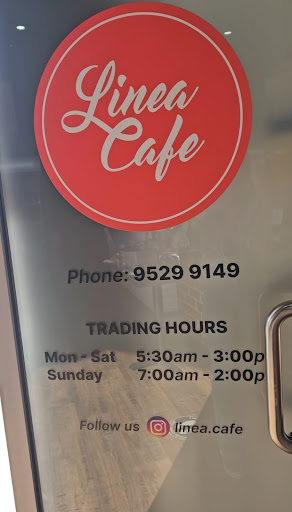 Linea
Cafe
Phone: 9529 9149
TRADING HOURS
Mon - Sat 5:30am - 3:00p
Sunday 7:00am - 2:00p
Follow us linea.cafe